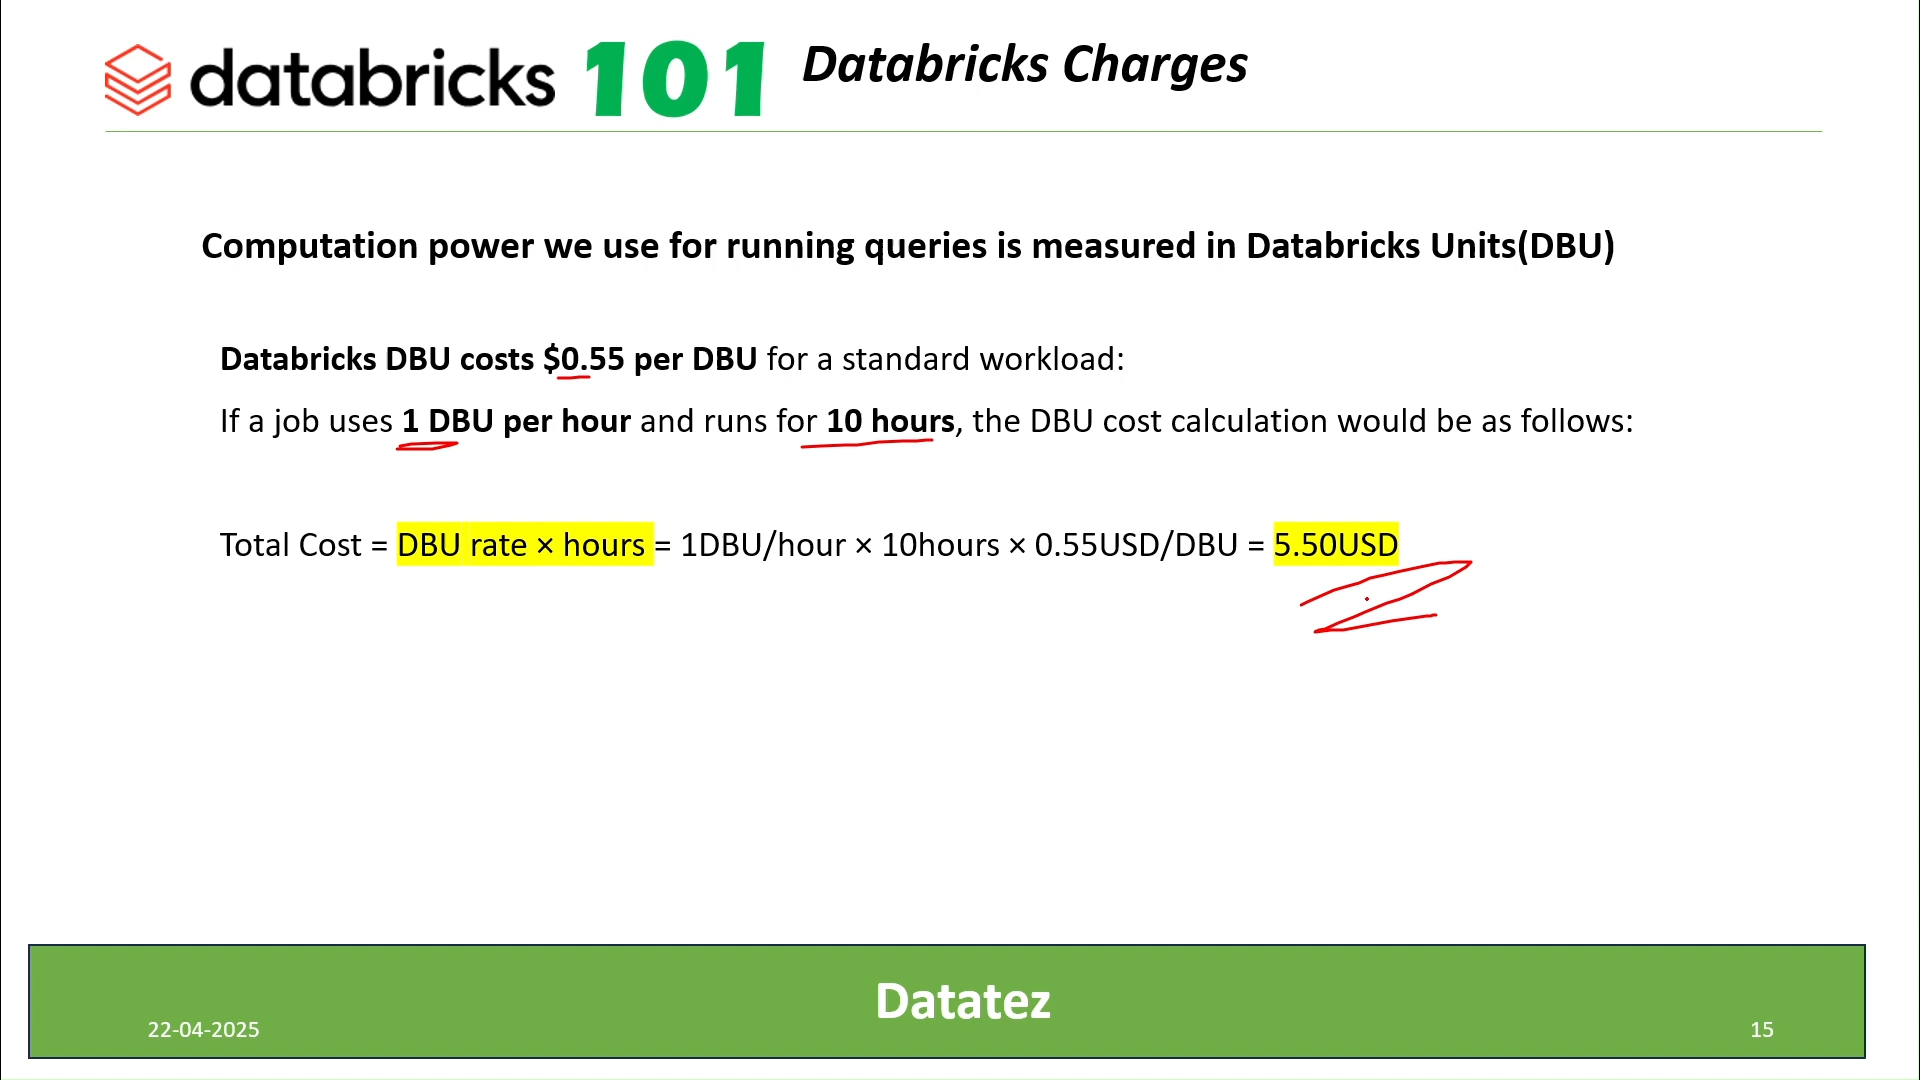 databricks 101 Databricks Charges
Computation power we use for running queries is measured in Databricks Units(DBU)
Databricks DBU costs $0.55 per DBU for a standard workload:
If a job uses 1 DBU per hour and runs for 10 hours, the DBU cost calculation would be as follows:
Total Cost = DBU rate × hours = 1DBU/hour × 10hours × 0.55USD/DBU = 5.50USD
Datatez
22-04-2025
15